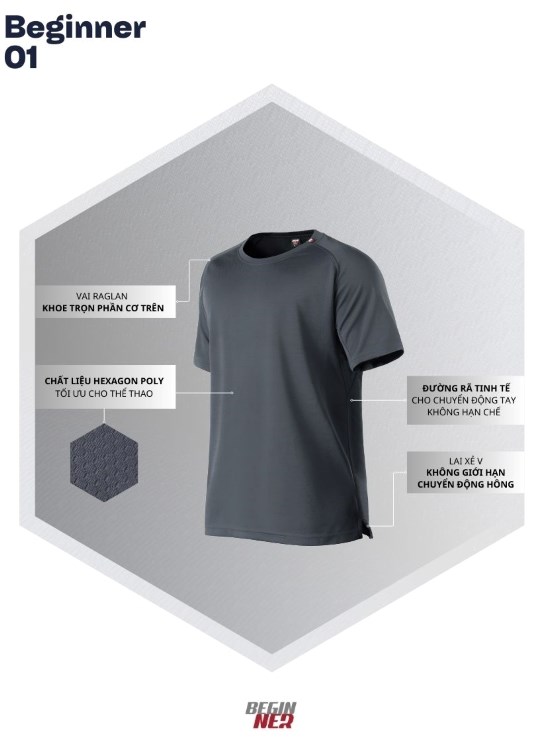 Beginner
01
VAI RAGLAN
KHOE TRỌN PHẦN CƠ TRÊN
CHẤT LIỆU HEXAGON POLY
TỐI ƯU CHO THỂ THAO
ĐƯỜNG RÃ TINH TẾ
CHO CHUYỂN ĐỘNG TAY
KHÔNG HẠN CHẾ
LAI XẺ V
KHÔNG GIỚI HẠN
CHUYỂN ĐỘNG HÔNG
BEGIN
NER